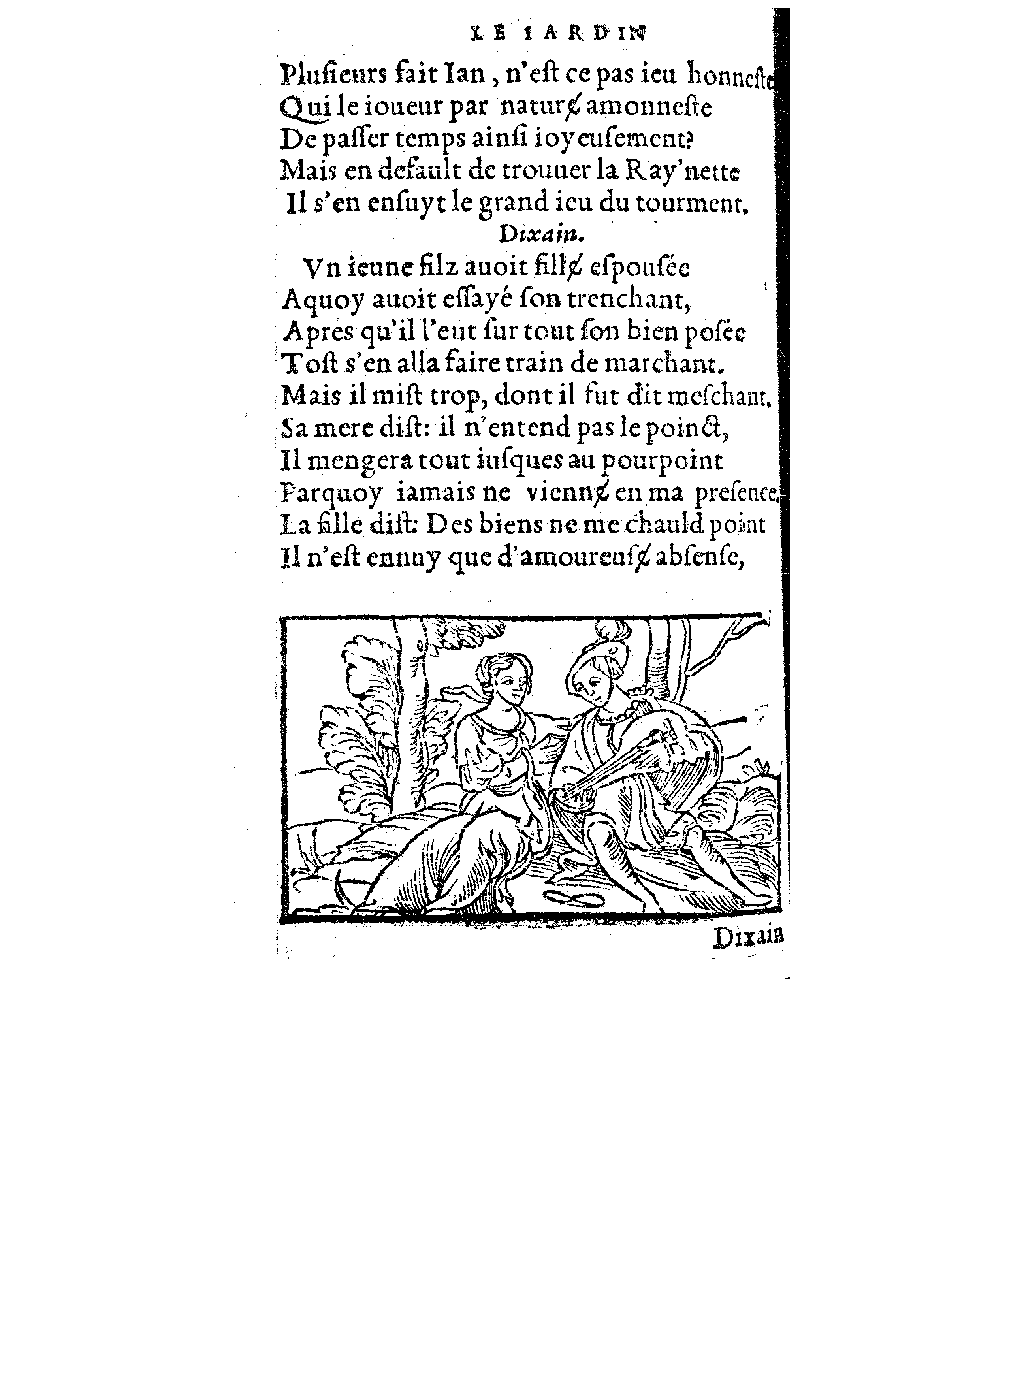 LE IARDIN
Pluſieurs fait Ian, n'eſt ce pas ieu honneſte
Qui le ioueur par naturɇ amonneſte
De paſſer temps ainſi ioyeuſement?
Mais en default de trouuer la Ray'nette
Il s'en enſuyt le grand ieu du tourment.
Dixain.
Vn ieune filz auoit fillɇ eſpouſée
Aquoy auoit eſſayé ſon trenchant,
Apres qu'il l'eut ſur tout ſon bien poſée
Toſt s'en alla faire train de marchant.
Mais il miſt trop, dont il fut dit meſchant.
Sa mere diſt: il n'entend pas le poinct,
Il mengera tout iuſques au pourpoint
Parquoy iamais ne viennɇ en ma preſence.
La fille diſt: Des biens ne me chauld point
Il n'eſt ennuy que d'amoureuſɇ abſenſe,
Dixain